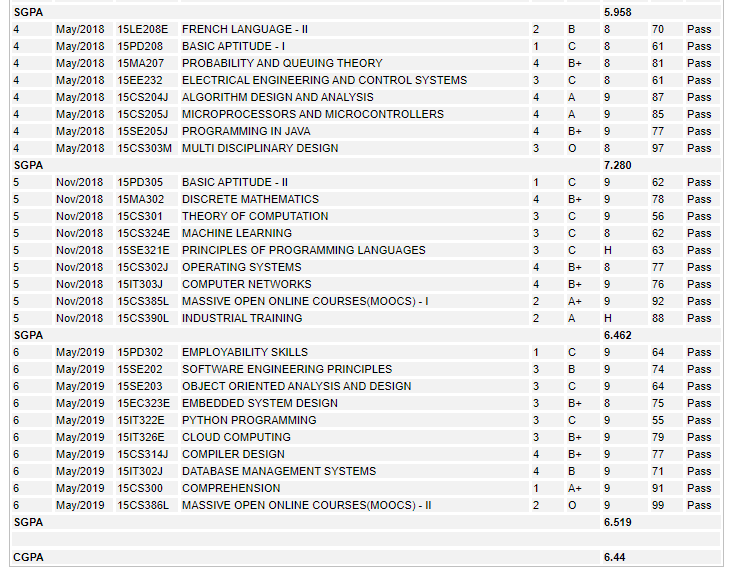 SGPA 5.958
4 May/2018 15LE208E FRENCH LANGUAGE - II 2 B 8 70 Pass
4 May/2018 15PD208 BASIC APTITUDE - I 1 C 8 61 Pass
4 May/2018 15MA207 PROBABILITY AND QUEUING THEORY 4 B+ 8 81 Pass
4 May/2018 15EE232 ELECTRICAL ENGINEERING AND CONTROL SYSTEMS 3 C 8 61 Pass
4 May/2018 15CS204J ALGORITHM DESIGN AND ANALYSIS 4 A 9 87 Pass
4 May/2018 15CS205J MICROPROCESSORS AND MICROCONTROLLERS 4 A 9 85 Pass
4 May/2018 15SE205J PROGRAMMING IN JAVA 4 B+ 9 77 Pass
4 May/2018 15CS303M MULTI DISCIPLINARY DESIGN 3 O 8 97 Pass
SGPA 7.280
5 Nov/2018 15PD305 BASIC APTITUDE - II 1 C 9 62 Pass
5 Nov/2018 15MA302 DISCRETE MATHEMATICS 4 B+ 9 78 Pass
5 Nov/2018 15CS301 THEORY OF COMPUTATION 3 C 9 56 Pass
5 Nov/2018 15CS324E MACHINE LEARNING 3 C 8 62 Pass
5 Nov/2018 15SE321E PRINCIPLES OF PROGRAMMING LANGUAGES 3 C H 63 Pass
5 Nov/2018 15CS302J OPERATING SYSTEMS 4 B+ 8 77 Pass
5 Nov/2018 15IT303J COMPUTER NETWORKS 4 B+ 9 76 Pass
5 Nov/2018 15CS385L MASSIVE OPEN ONLINE COURSES(MOOCS) - I 2 A+ 9 92 Pass
5 Nov/2018 15CS390L INDUSTRIAL TRAINING 2 A H 88 Pass
SGPA 6.462
6 May/2019 15PD302 EMPLOYABILITY SKILLS 1 C 9 64 Pass
6 May/2019 15SE202 SOFTWARE ENGINEERING PRINCIPLES 3 B 9 74 Pass
6 May/2019 15SE203 OBJECT ORIENTED ANALYSIS AND DESIGN 3 C 9 64 Pass
6 May/2019 15EC323E EMBEDDED SYSTEM DESIGN 3 B+ 8 75 Pass
6 May/2019 15IT322E PYTHON PROGRAMMING 3 C 9 55 Pass
6 May/2019 15IT326E CLOUD COMPUTING 3 B+ 9 79 Pass
6 May/2019 15CS314J COMPILER DESIGN 4 B+ 9 77 Pass
6 May/2019 15IT302J DATABASE MANAGEMENT SYSTEMS 4 B 9 71 Pass
6 May/2019 15CS300 COMPREHENSION 1 A+ 9 91 Pass
6 May/2019 15CS386L MASSIVE OPEN ONLINE COURSES(MOOCS) - II 2 O 9 99 Pass
SGPA 6.519
CGPA 6.44